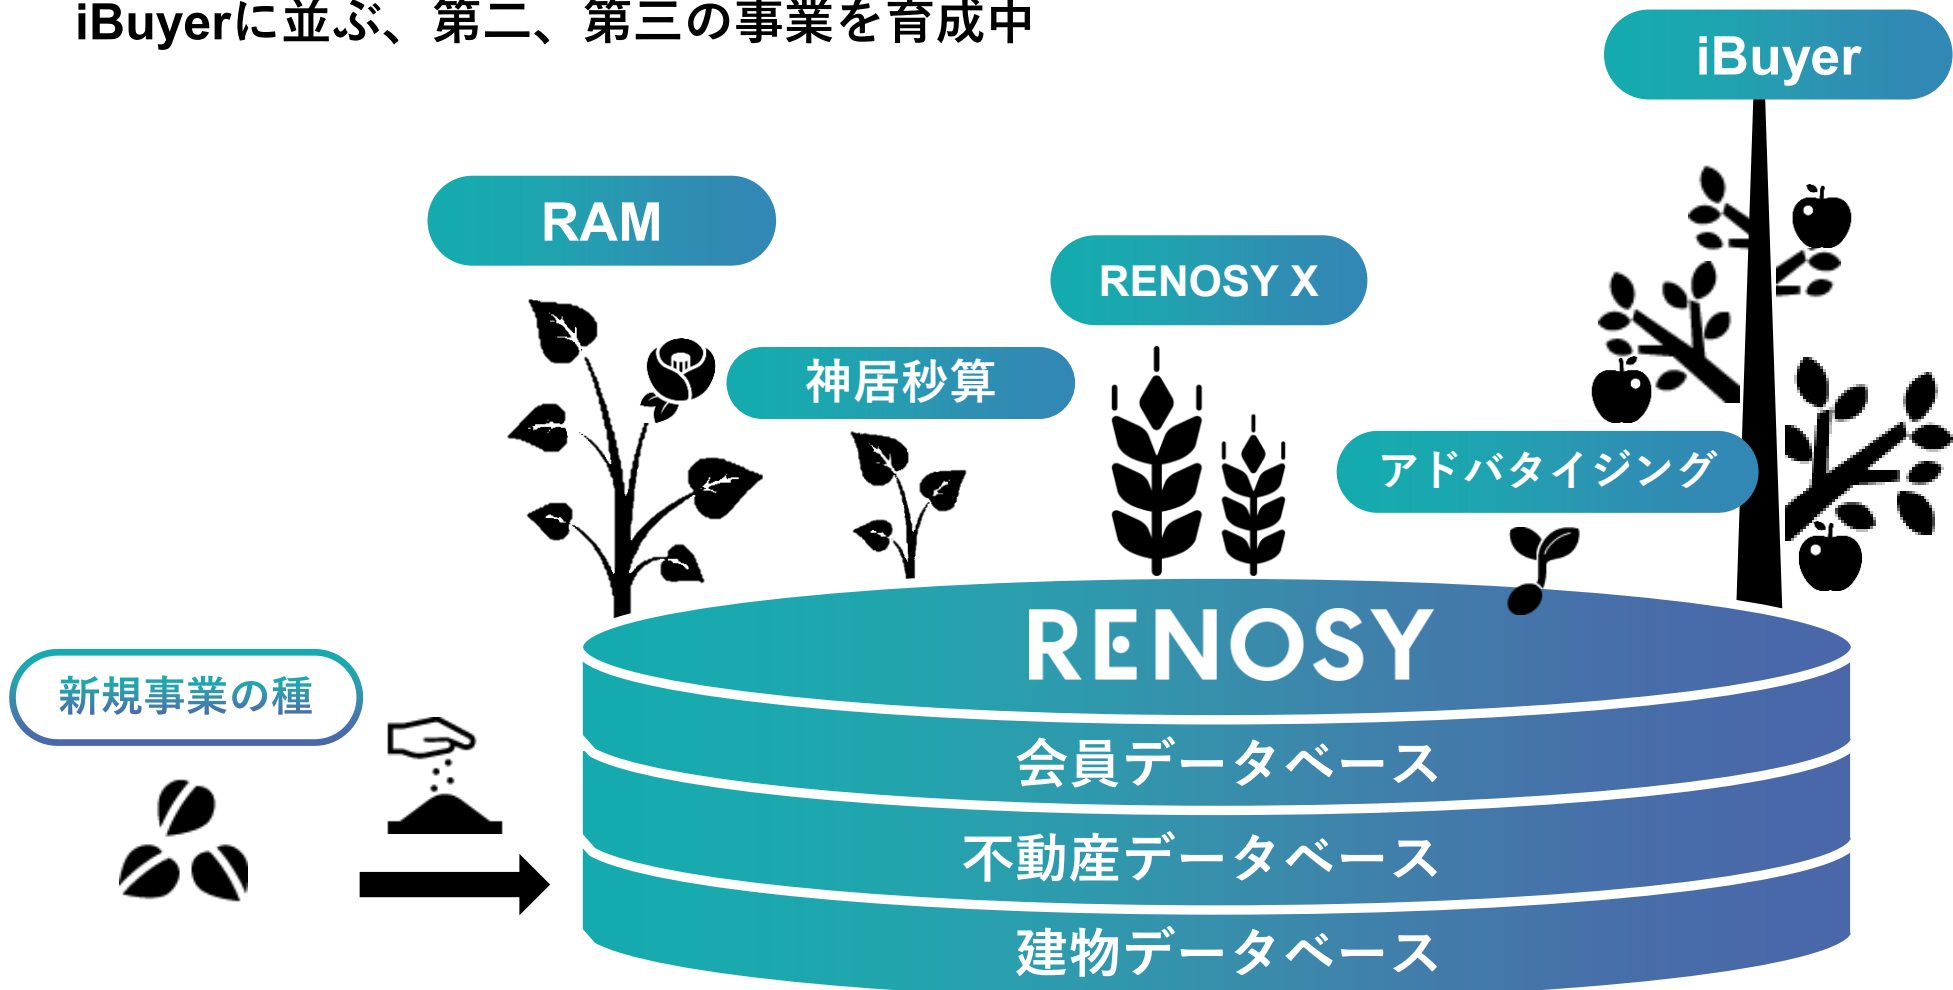 iBuyerに並ぶ、第二、第三の事業を育成中
iBuyer
RAM
RENOSY X
神居秒算
アドバタイジング
RENOSY
新規事業の種
会員データベース
不動産データベース
建物データベース